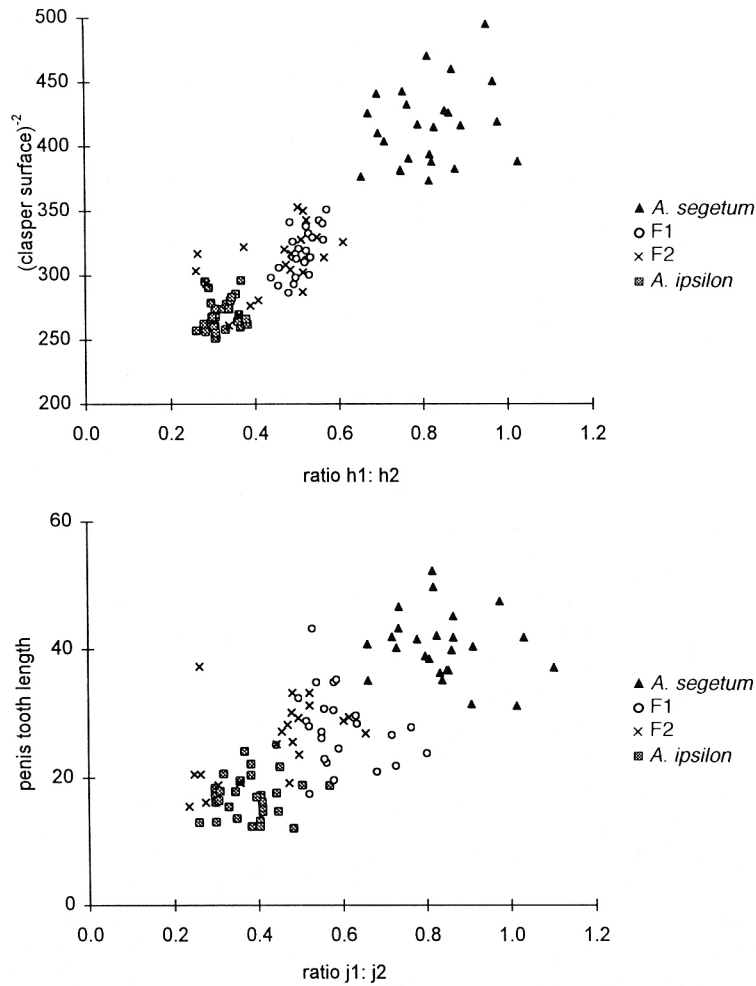 500
450
400
350
300
250
200
(clasper surface)-2
0.0 0.2 0.4 0.6 0.8 1.0 1.2
ratio h1: h2
A. segetum
F1
F2
A. ipsilon
60
40
20
0
penis tooth length
0.0 0.2 0.4 0.6 0.8 1.0 1.2
ratio j1: j2
A. segetum
F1
F2
A. ipsilon